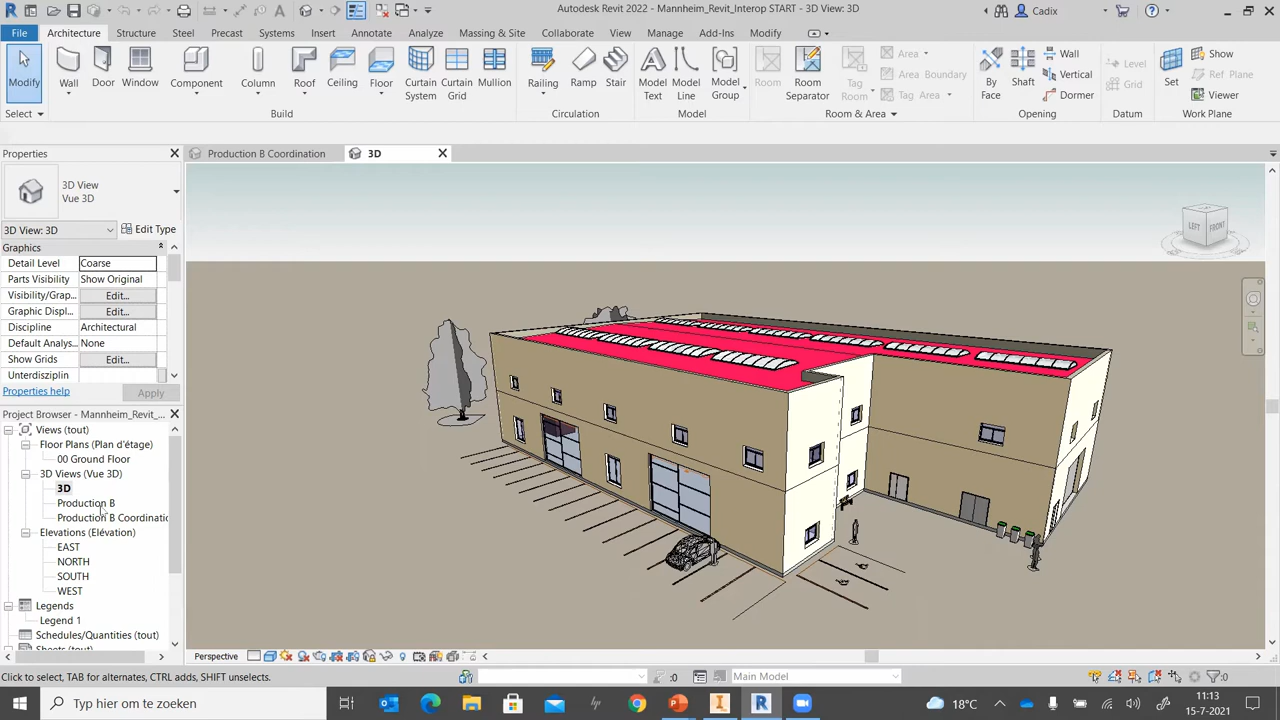 Autodesk Revit 2022 - Mannheim_Revit_Interop START - 3D View: 3D
Cadix
File Architecture Structure Steel Precast Systems Insert Annotate Analyze Massing & Site Collaborate View Manage Add-Ins Modify
Modify Wall Door Window Component Column Roof Ceiling Floor Curtain System Curtain Grid Mullion Railing Ramp Stair Model Text Model Line Model Group Room Room Separator Tag Room
Area
Area Boundary
Tag Area
By Face Shaft
Wall
Vertical
Dormer
Level
Grid
Set
Show
Ref Plane
Viewer
Select Build Circulation Model Room & Area Opening Datum Work Plane
Properties
Production B Coordination
3D
3D View
Vue 3D
3D View: 3D
Edit Type
Graphics
Detail Level Coarse
Parts Visibility Show Original
Visibility/Grap... Edit...
Graphic Displ... Edit...
Discipline Architectural
Default Analys... None
Show Grids Edit...
Unterdisziplin
Properties help
Apply
LEFT FRONT
Project Browser - Mannheim_Revit_...
Views (tout)
Floor Plans (Plan d'étage)
00 Ground Floor
3D Views (Vue 3D)
3D
Production B
Production B Coordinatio
Elevations (Élévation)
EAST
NORTH
SOUTH
WEST
Legends
Legend 1
Schedules/Quantities (tout)
Sheets (tout)
Perspective
Click to select, TAB for alternates, CTRL adds, SHIFT unselects.
:0
Main Model
:0
Typ hier om te zoeken
18°C
11:13
15-7-2021